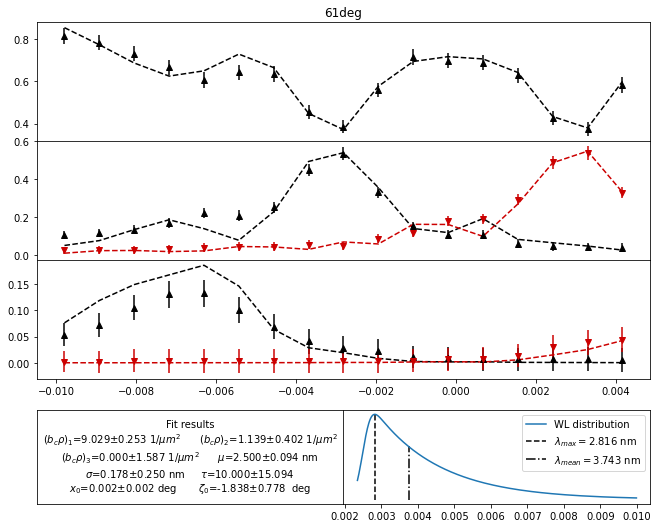 61deg
0.8
0.6
0.4
0.6
0.4
0.2
0.0
0.15
0.10
0.05
0.00
−0.010 −0.008 −0.006 −0.004 −0.002 0.000 0.002 0.004
Fit results
(b_cρ)_1=9.029±0.253 1/μm^2 (b_cρ)_2=1.139±0.402 1/μm^2
(b_cρ)_3=0.000±1.587 1/μm^2 μ=2.500±0.094 nm
σ=0.178±0.250 nm τ=10.000±15.094
x_0=0.002±0.002 deg ζ_0=-1.838±0.778 deg
WL distribution
λ_max = 2.816 nm
λ_mean = 3.743 nm
0.002 0.003 0.004 0.005 0.006 0.007 0.008 0.009 0.010